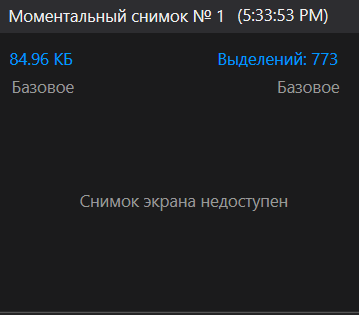 Моментальный снимок № 1 (5:33:53 PM)
84.96 КБ Выделений: 773
Базовое Базовое
Снимок экрана недоступен